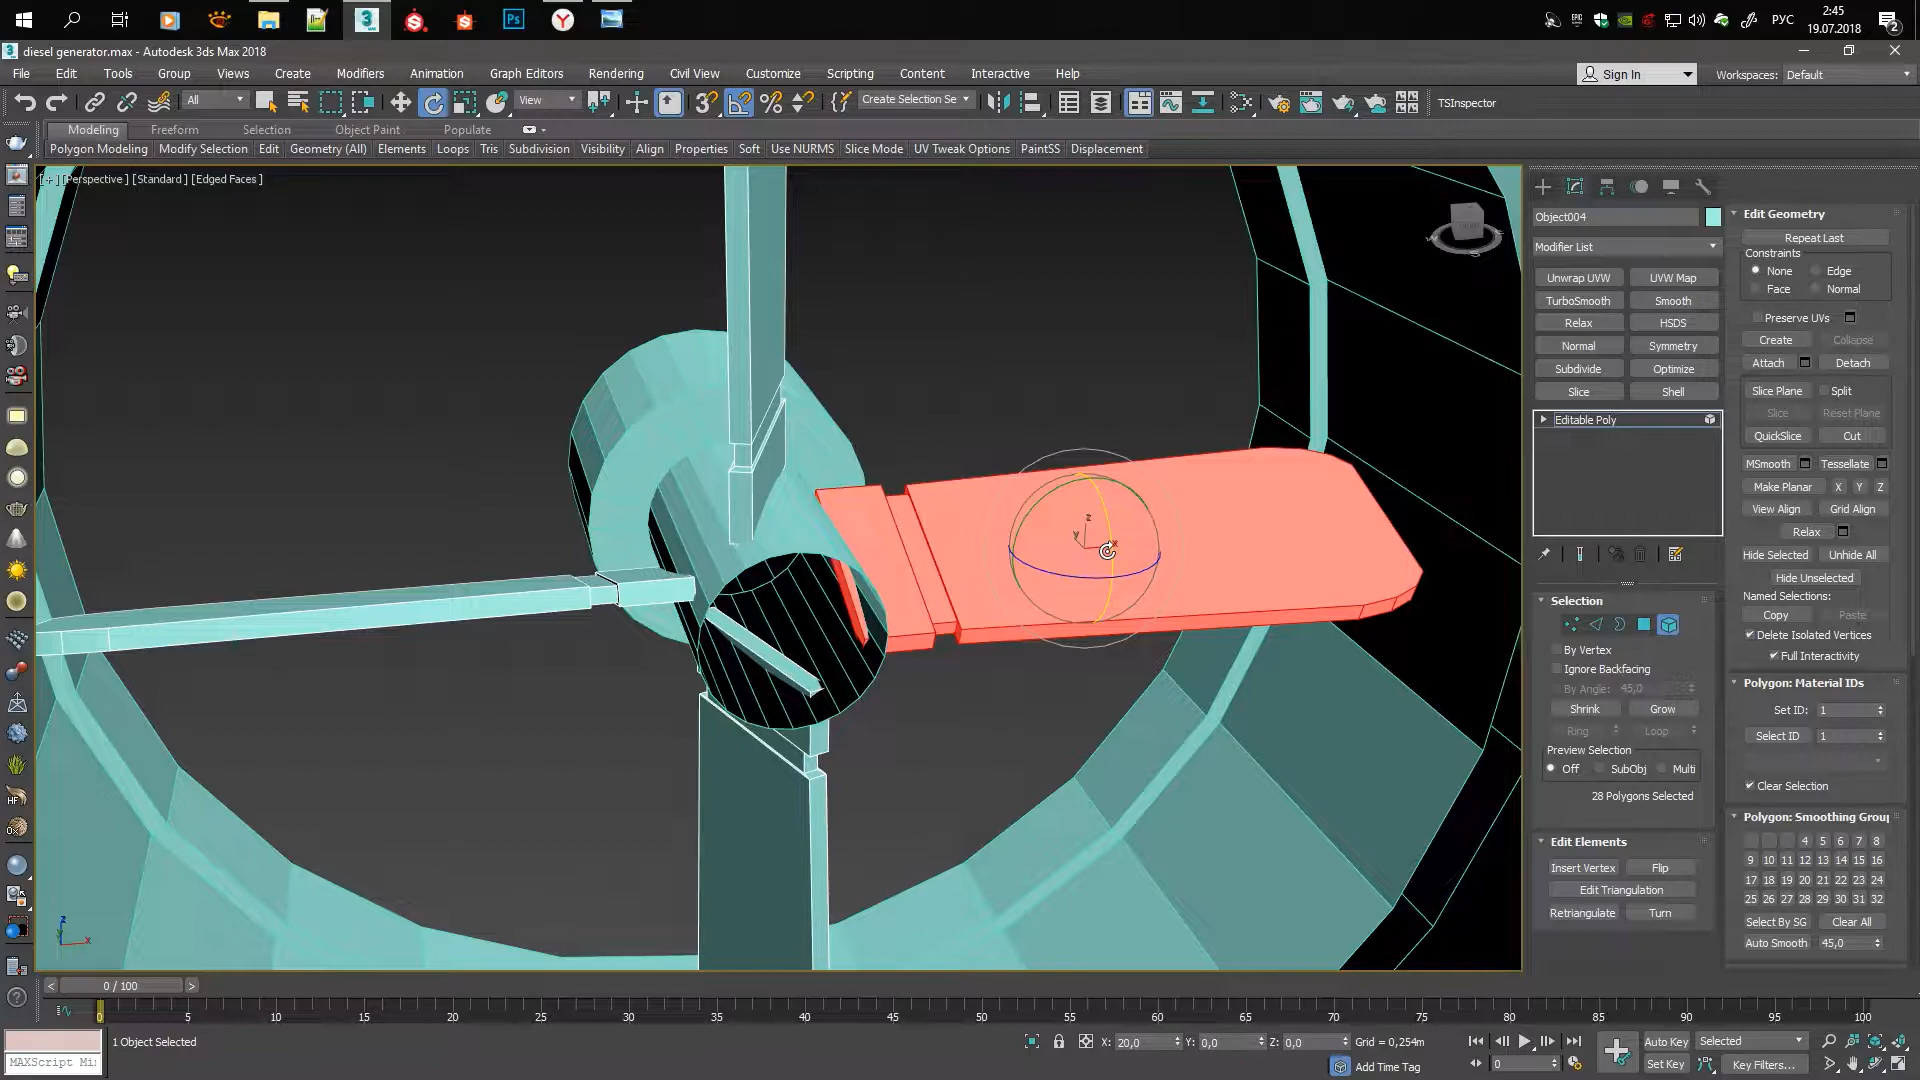 2:45
РУС
19.07.2018
2
diesel generator.max - Autodesk 3ds Max 2018
File Edit Tools Group Views Create Modifiers Animation Graph Editors Rendering Civil View Customize Scripting Content Interactive Help
Sign In
Workspaces: Default
All
View
Create Selection Se
TSInspector
Modeling Freeform Selection Object Paint Populate
Polygon Modeling Modify Selection Edit Geometry (All) Elements Loops Tris Subdivision Visibility Align Properties Soft Use NURMS Slice Mode UV Tweak Options PaintSS Displacement
[+] [Perspective ] [Standard ] [Edged Faces ]
Object004
Modifier List
Unwrap UVW UVW Map
TurboSmooth Smooth
Relax HSDS
Normal Symmetry
Subdivide Optimize
Slice Shell
Editable Poly
Selection
By Vertex
Ignore Backfacing
By Angle: 45,0
Shrink Grow
Ring Loop
Preview Selection
Off SubObj Multi
28 Polygons Selected
Edit Elements
Insert Vertex Flip
Edit Triangulation
Retriangulate Turn
Edit Geometry
Repeat Last
Constraints
None Edge
Face Normal
Preserve UVs
Create Collapse
Attach Detach
Slice Plane Split
Slice Reset Plane
QuickSlice Cut
MSmooth Tessellate
Make Planar X Y Z
View Align Grid Align
Relax
Hide Selected Unhide All
Hide Unselected
Named Selections:
Copy Paste
Delete Isolated Vertices
Full Interactivity
Polygon: Material IDs
Set ID: 1
Select ID 1
Clear Selection
Polygon: Smoothing Group
4 5 6 7 8
9 10 11 12 13 14 15 16
17 18 19 20 21 22 23 24
25 26 27 28 29 30 31 32
Select By SG Clear All
Auto Smooth 45,0
0 / 100
0 5 10 15 20 25 30 35 40 45 50 55 60 65 70 75 80 85 90 95 100
1 Object Selected
MAXScript Mi
X: 20,0 Y: 0,0 Z: 0,0 Grid = 0,254m
Add Time Tag
0
Auto Key Selected
Set Key Key Filters...